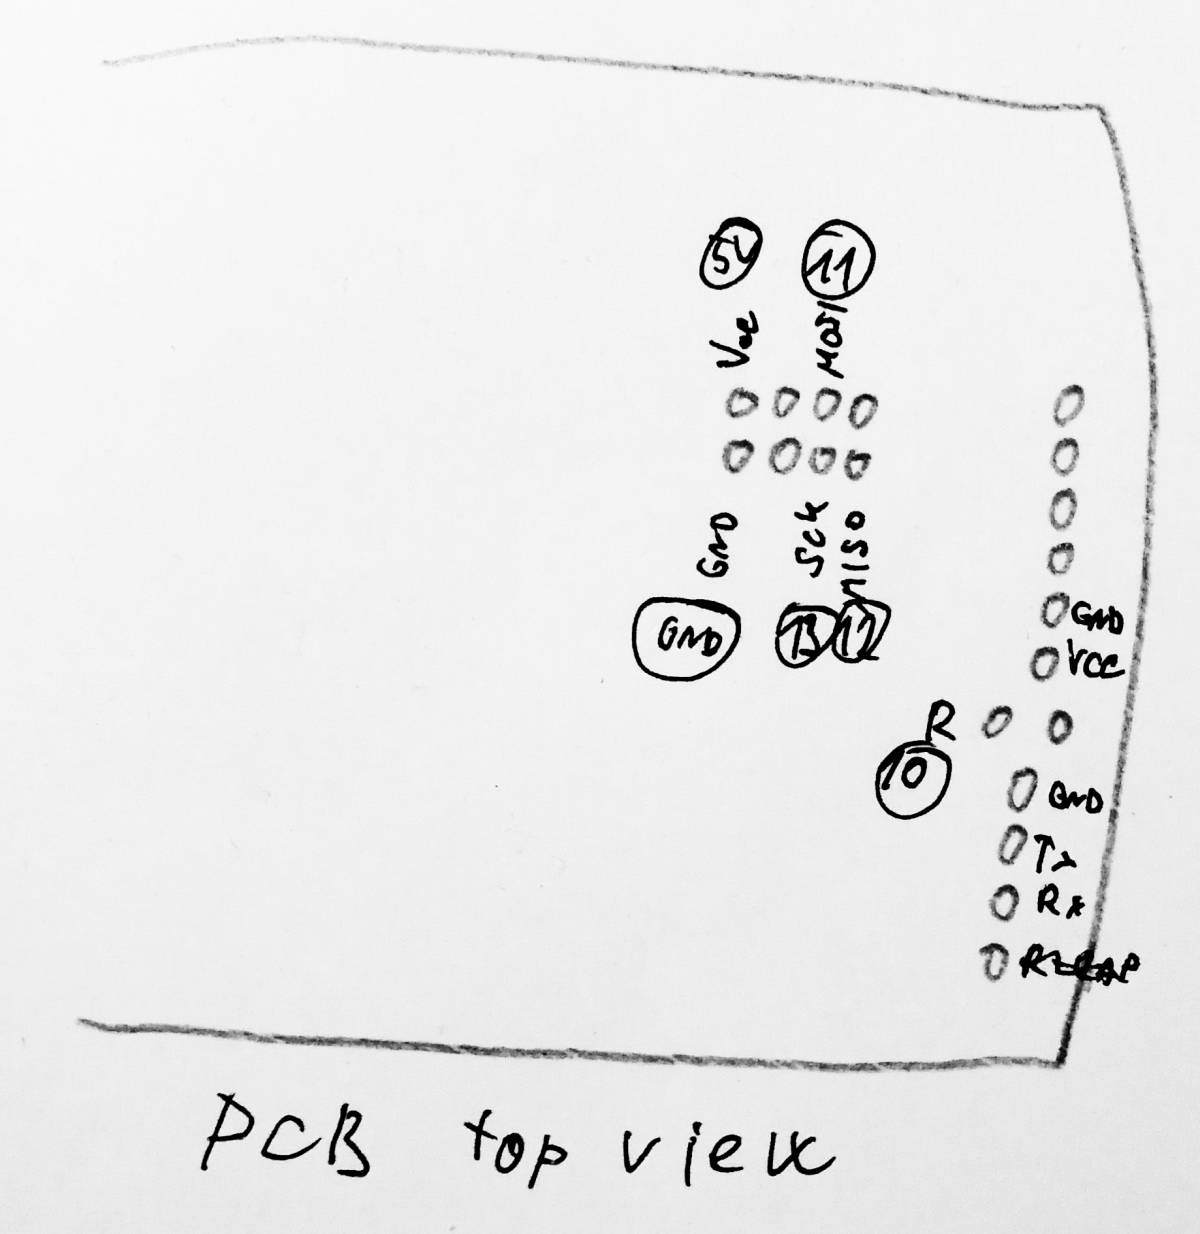 5V 11
Vcc MOSI
GND SCK MISO
GND 13 12
GND
VCC
R
10
GND
Tx
Rx
PCB top view